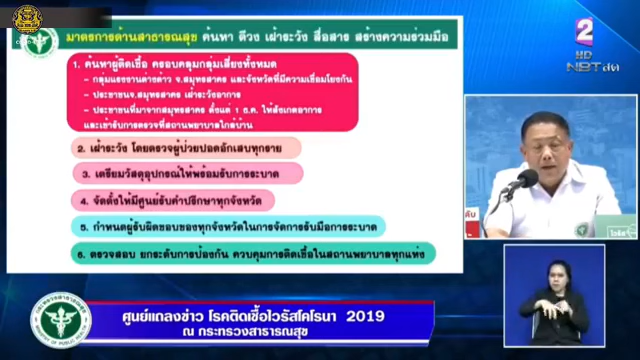 มาตรการด้านสาธารณสุข ค้นหา ตีวง เฝ้าระวัง สื่อสาร สร้างความร่วมมือ
1. ค้นหาผู้ติดเชื้อ ครอบคลุมกลุ่มเสี่ยงทั้งหมด
- กลุ่มแรงงานต่างด้าว จ.สมุทรสาคร และจังหวัดที่มีความเชื่อมโยงกัน
- ประชาชนจ.สมุทรสาคร เฝ้าระวังอาการ
- ประชาชนที่มาจากสมุทรสาคร ตั้งแต่ 1 ธ.ค. ให้สังเกตอาการ
และเข้ารับการตรวจที่สถานพยาบาลใกล้บ้าน
2. เฝ้าระวัง โดยตรวจผู้ป่วยปอดอักเสบทุกราย
3. เตรียมวัสดุอุปกรณ์ให้พร้อมรับการระบาด
4. จัดตั้งให้มีศูนย์รับคำปรึกษาทุกจังหวัด
5. กำหนดผู้รับผิดชอบของทุกจังหวัดในการจัดการรับมือการระบาด
6. ตรวจสอบ ยกระดับการป้องกัน ควบคุมการติดเชื้อในสถานพยาบาลทุกแห่ง
2
HD
NBT สด
ศูนย์แถลงข่าว โรคติดเชื้อไวรัสโคโรนา 2019
ณ กระทรวงสาธารณสุข